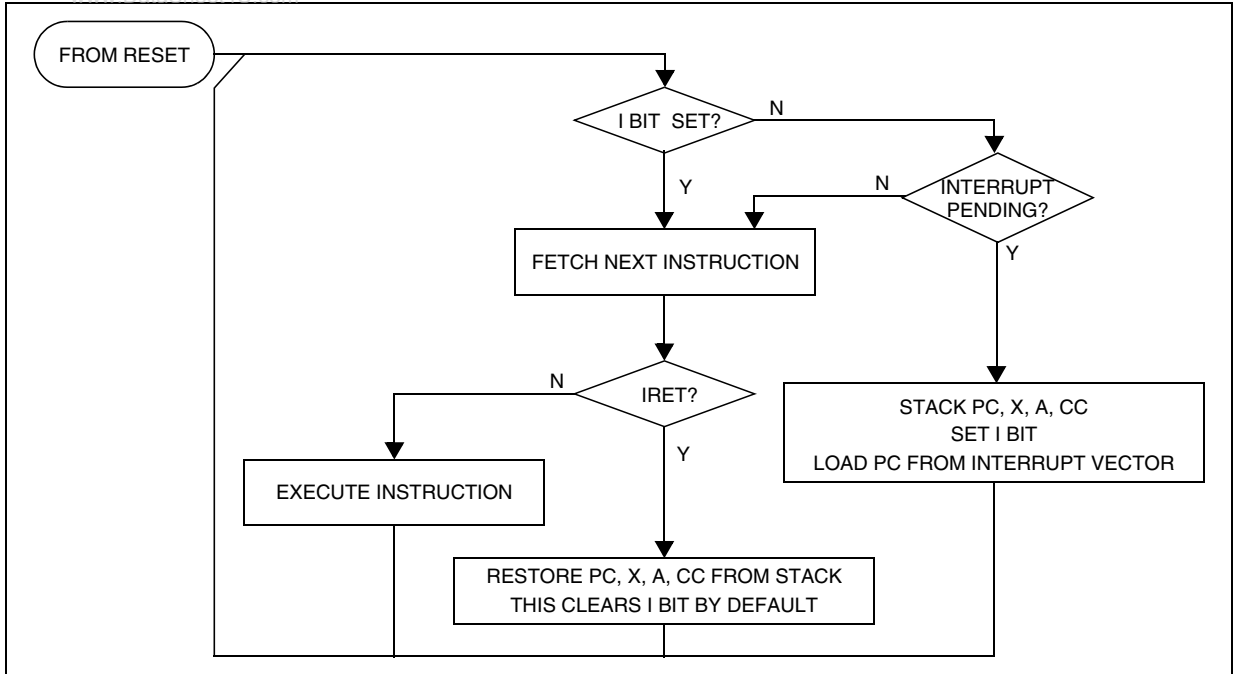 FROM RESET
I BIT SET?
N
Y
N
INTERRUPT
PENDING?
Y
FETCH NEXT INSTRUCTION
N
IRET?
Y
STACK PC, X, A, CC
SET I BIT
LOAD PC FROM INTERRUPT VECTOR
EXECUTE INSTRUCTION
RESTORE PC, X, A, CC FROM STACK
THIS CLEARS I BIT BY DEFAULT